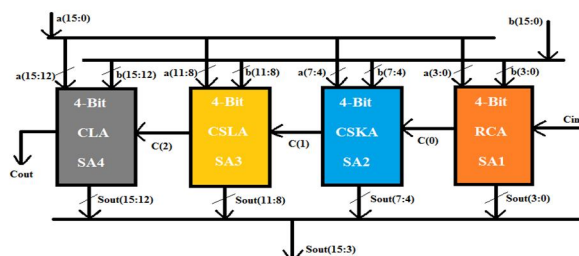 a(15:0)
b(15:0)
a(15:12)
b(15:12)
a(11:8)
b(11:8)
a(7:4)
b(7:4)
a(3:0)
b(3:0)
4-Bit
CLA
SA4
4-Bit
CSLA
SA3
4-Bit
CSKA
SA2
4-Bit
RCA
SA1
Cin
C(2)
C(1)
C(0)
Cout
Sout(15:12)
Sout(11:8)
Sout(7:4)
Sout(3:0)
Sout(15:3)